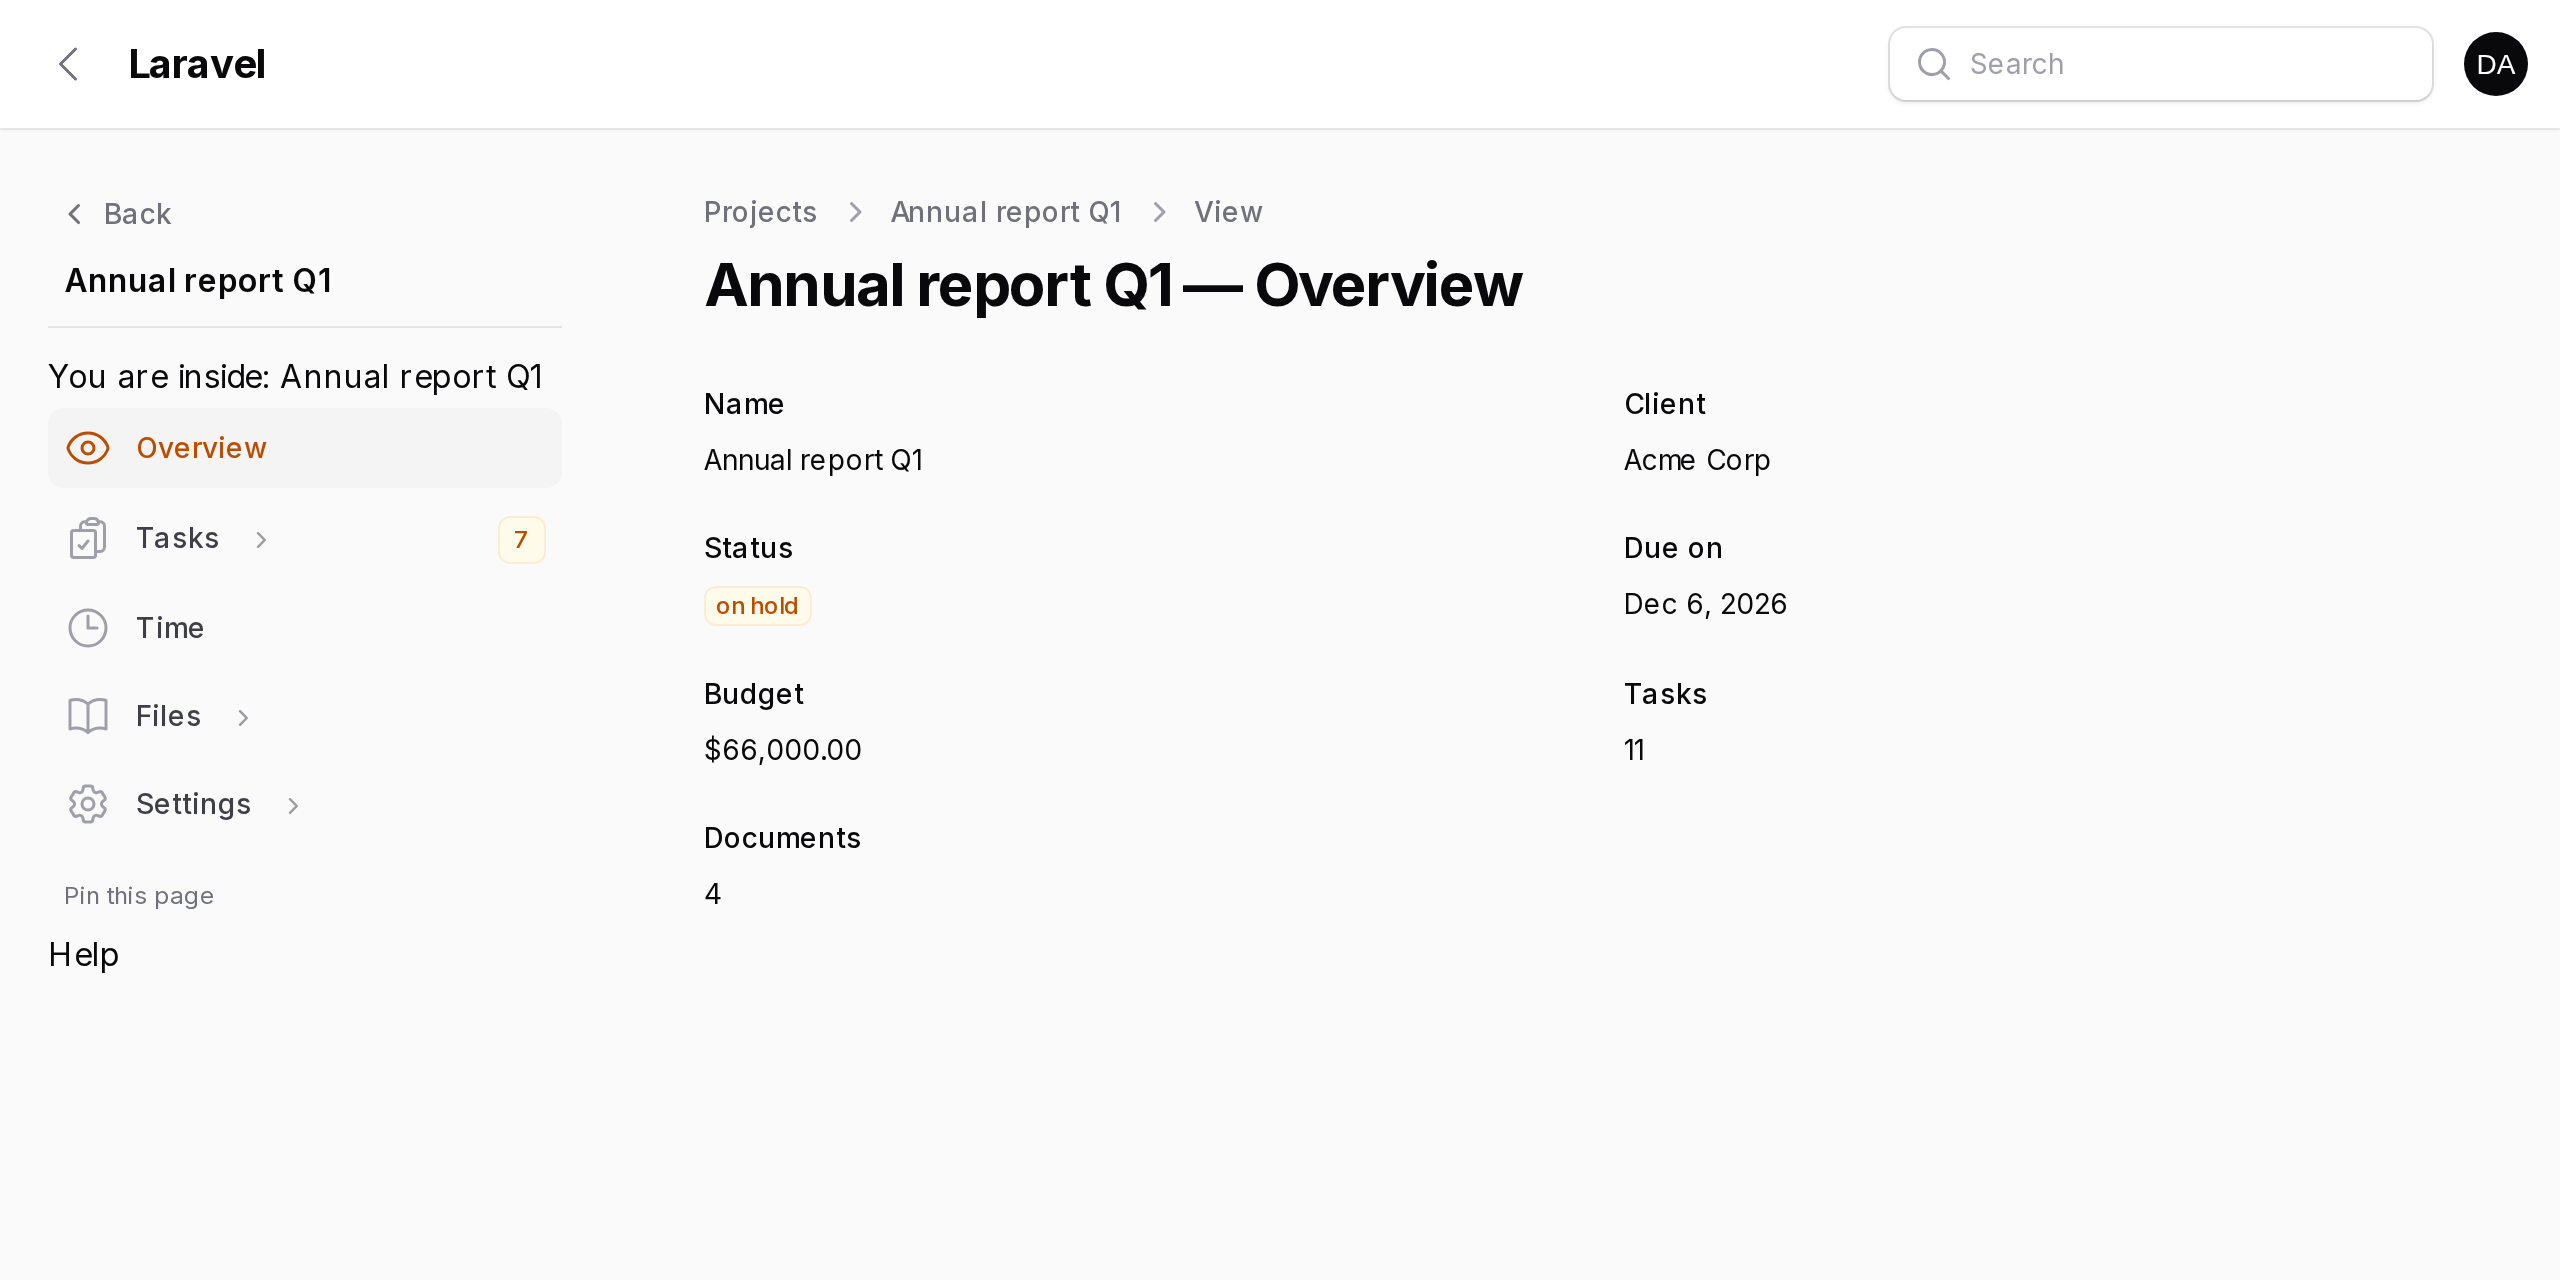 Laravel
Search
DA
Back
Annual report Q1
You are inside: Annual report Q1
Overview
Tasks
7
Time
Files
Settings
Pin this page
Help
Projects
Annual report Q1
View
Annual report Q1 — Overview
Name
Annual report Q1
Client
Acme Corp
Status
on hold
Due on
Dec 6, 2026
Budget
$66,000.00
Tasks
11
Documents
4